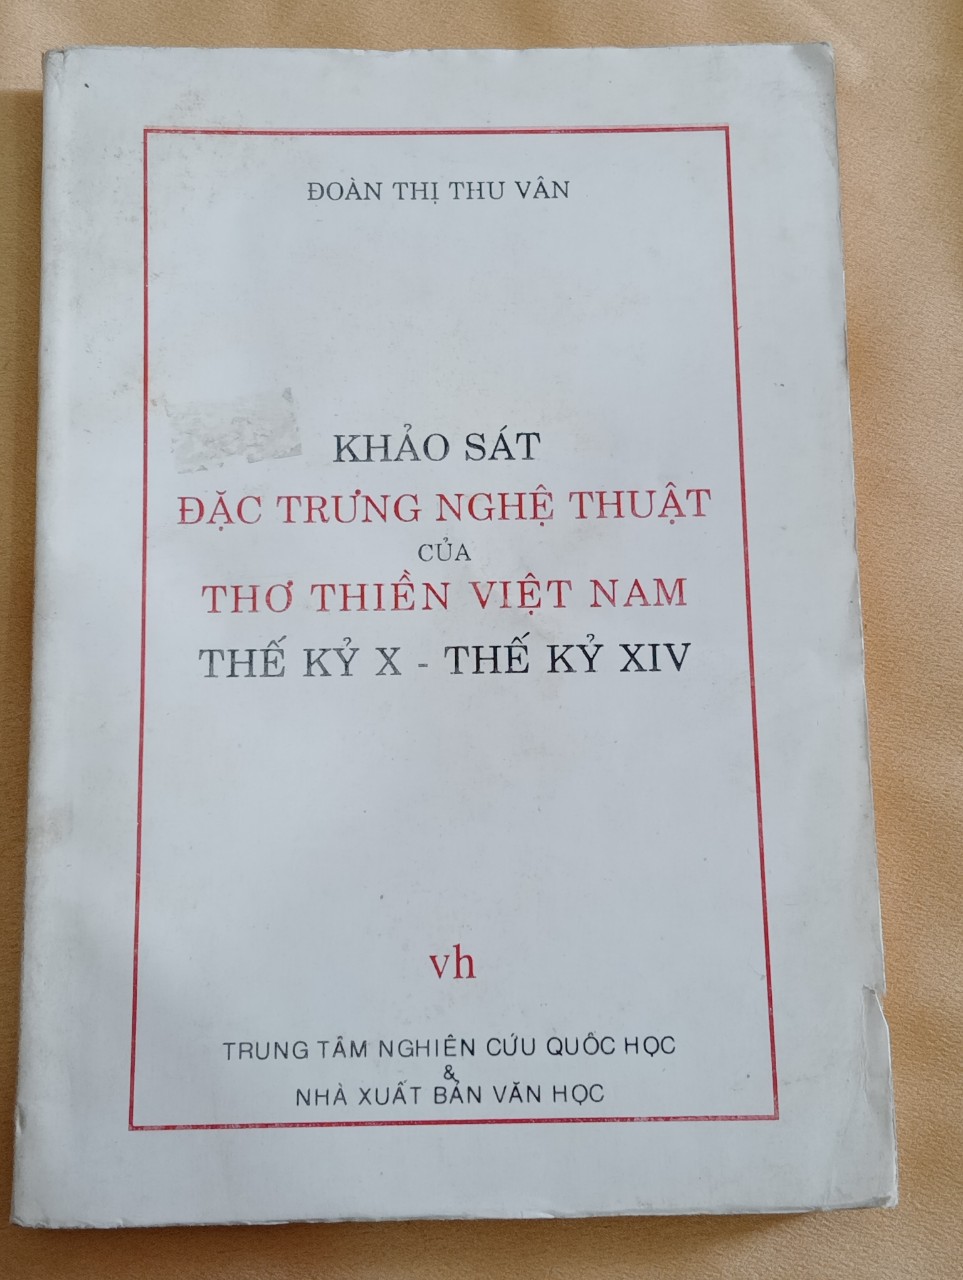 ĐOÀN THỊ THU VÂN
KHẢO SÁT
ĐẶC TRƯNG NGHỆ THUẬT
CỦA
THƠ THIỀN VIỆT NAM
THẾ KỶ X - THẾ KỶ XIV
vh
TRUNG TÂM NGHIÊN CỨU QUỐC HỌC
&
NHÀ XUẤT BẢN VĂN HỌC